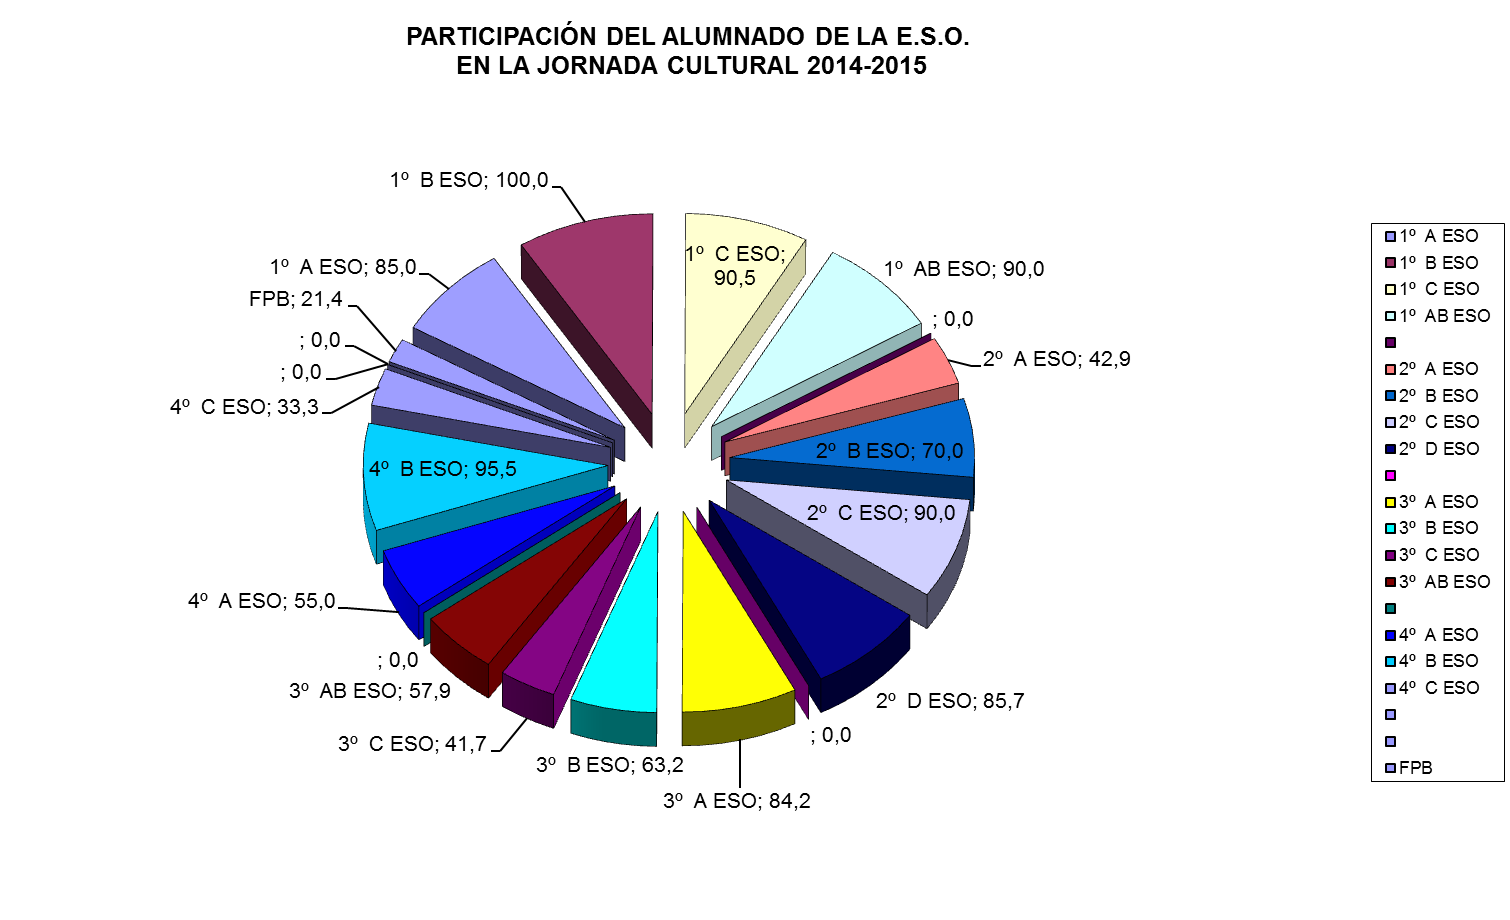 PARTICIPACIÓN DEL ALUMNADO DE LA E.S.O.
EN LA JORNADA CULTURAL 2014-2015
1º B ESO; 100,0
1º C ESO;
90,5
1º AB ESO; 90,0
; 0,0
2º A ESO; 42,9
2º B ESO; 70,0
2º C ESO; 90,0
2º D ESO; 85,7
; 0,0
3º A ESO; 84,2
3º B ESO; 63,2
3º C ESO; 41,7
3º AB ESO; 57,9
; 0,0
4º A ESO; 55,0
4º B ESO; 95,5
4º C ESO; 33,3
; 0,0
; 0,0
FPB; 21,4
1º A ESO; 85,0
1º A ESO
1º B ESO
1º C ESO
1º AB ESO
2º A ESO
2º B ESO
2º C ESO
2º D ESO
3º A ESO
3º B ESO
3º C ESO
3º AB ESO
4º A ESO
4º B ESO
4º C ESO
FPB